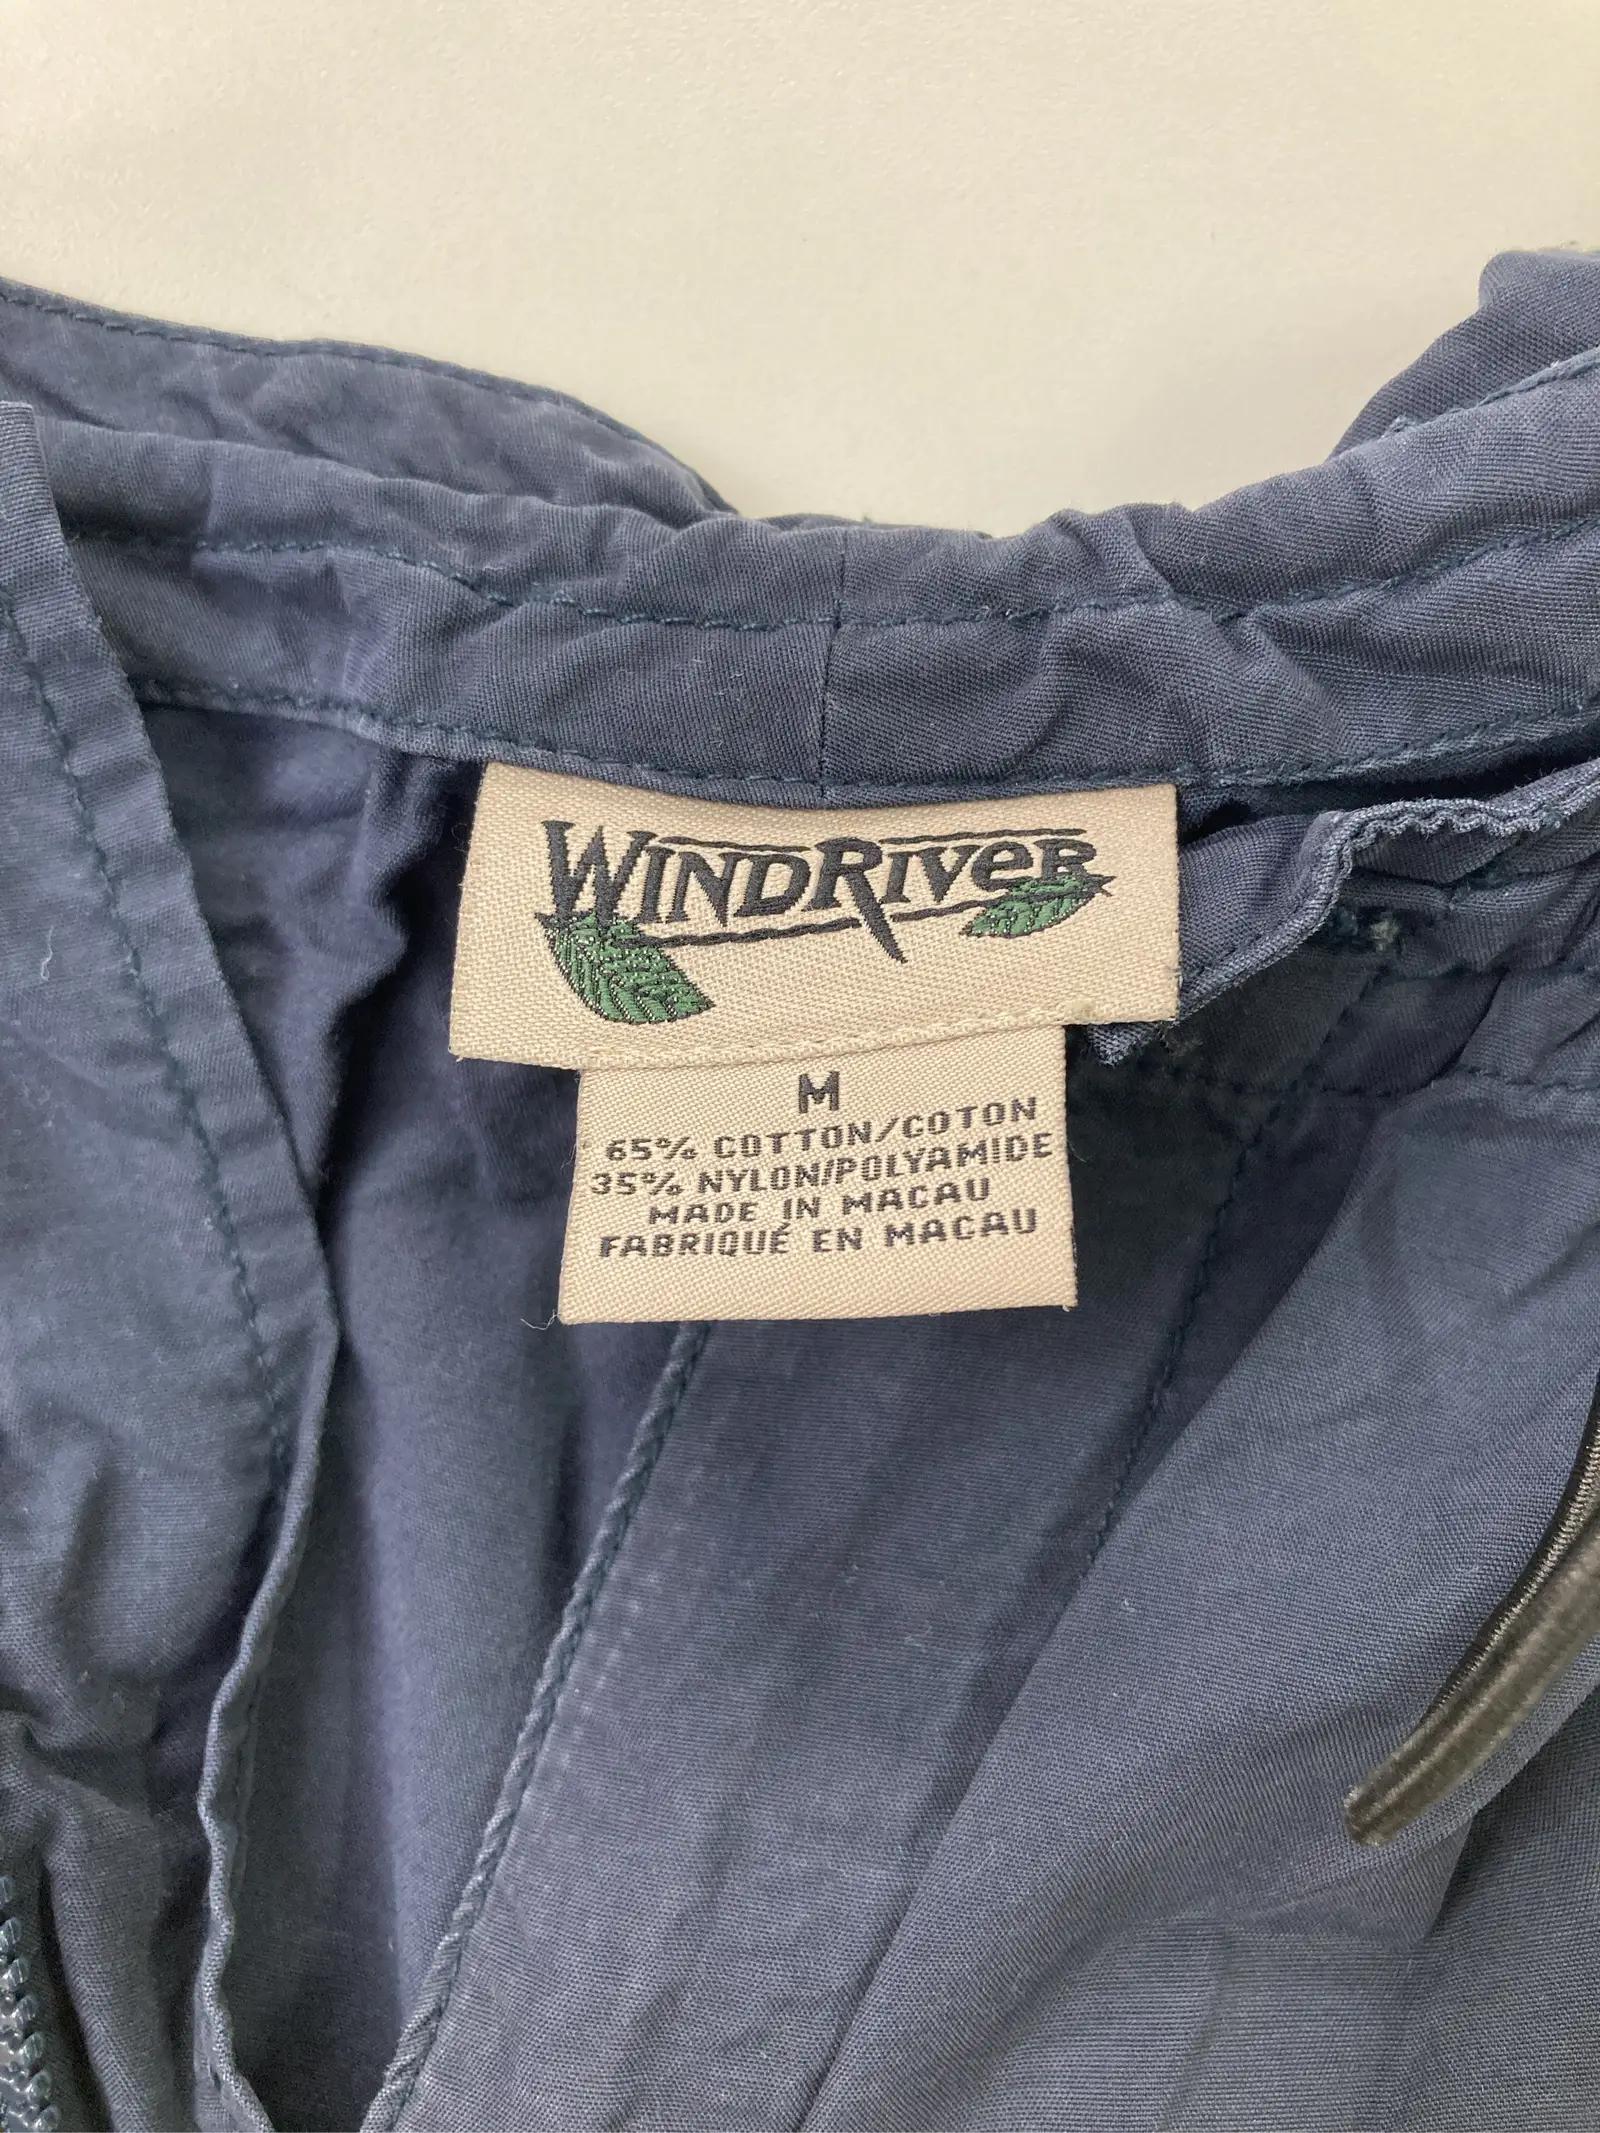 WINDRIVER
M
65% COTTON/COTON
35% NYLON/POLYAMIDE
MADE IN MACAU
FABRIQUÉ EN MACAU